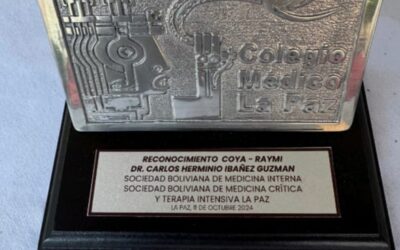 Colegio
Médico
La Paz
RECONOCIMIENTO COYA - RAYMI
DR. CARLOS HERMINIO IBAÑEZ GUZMAN
SOCIEDAD BOLIVIANA DE MEDICINA INTERNA
SOCIEDAD BOLIVIANA DE MEDICINA CRÍTICA
Y TERAPIA INTENSIVA LA PAZ
LA PAZ, 11 DE OCTUBRE 2024